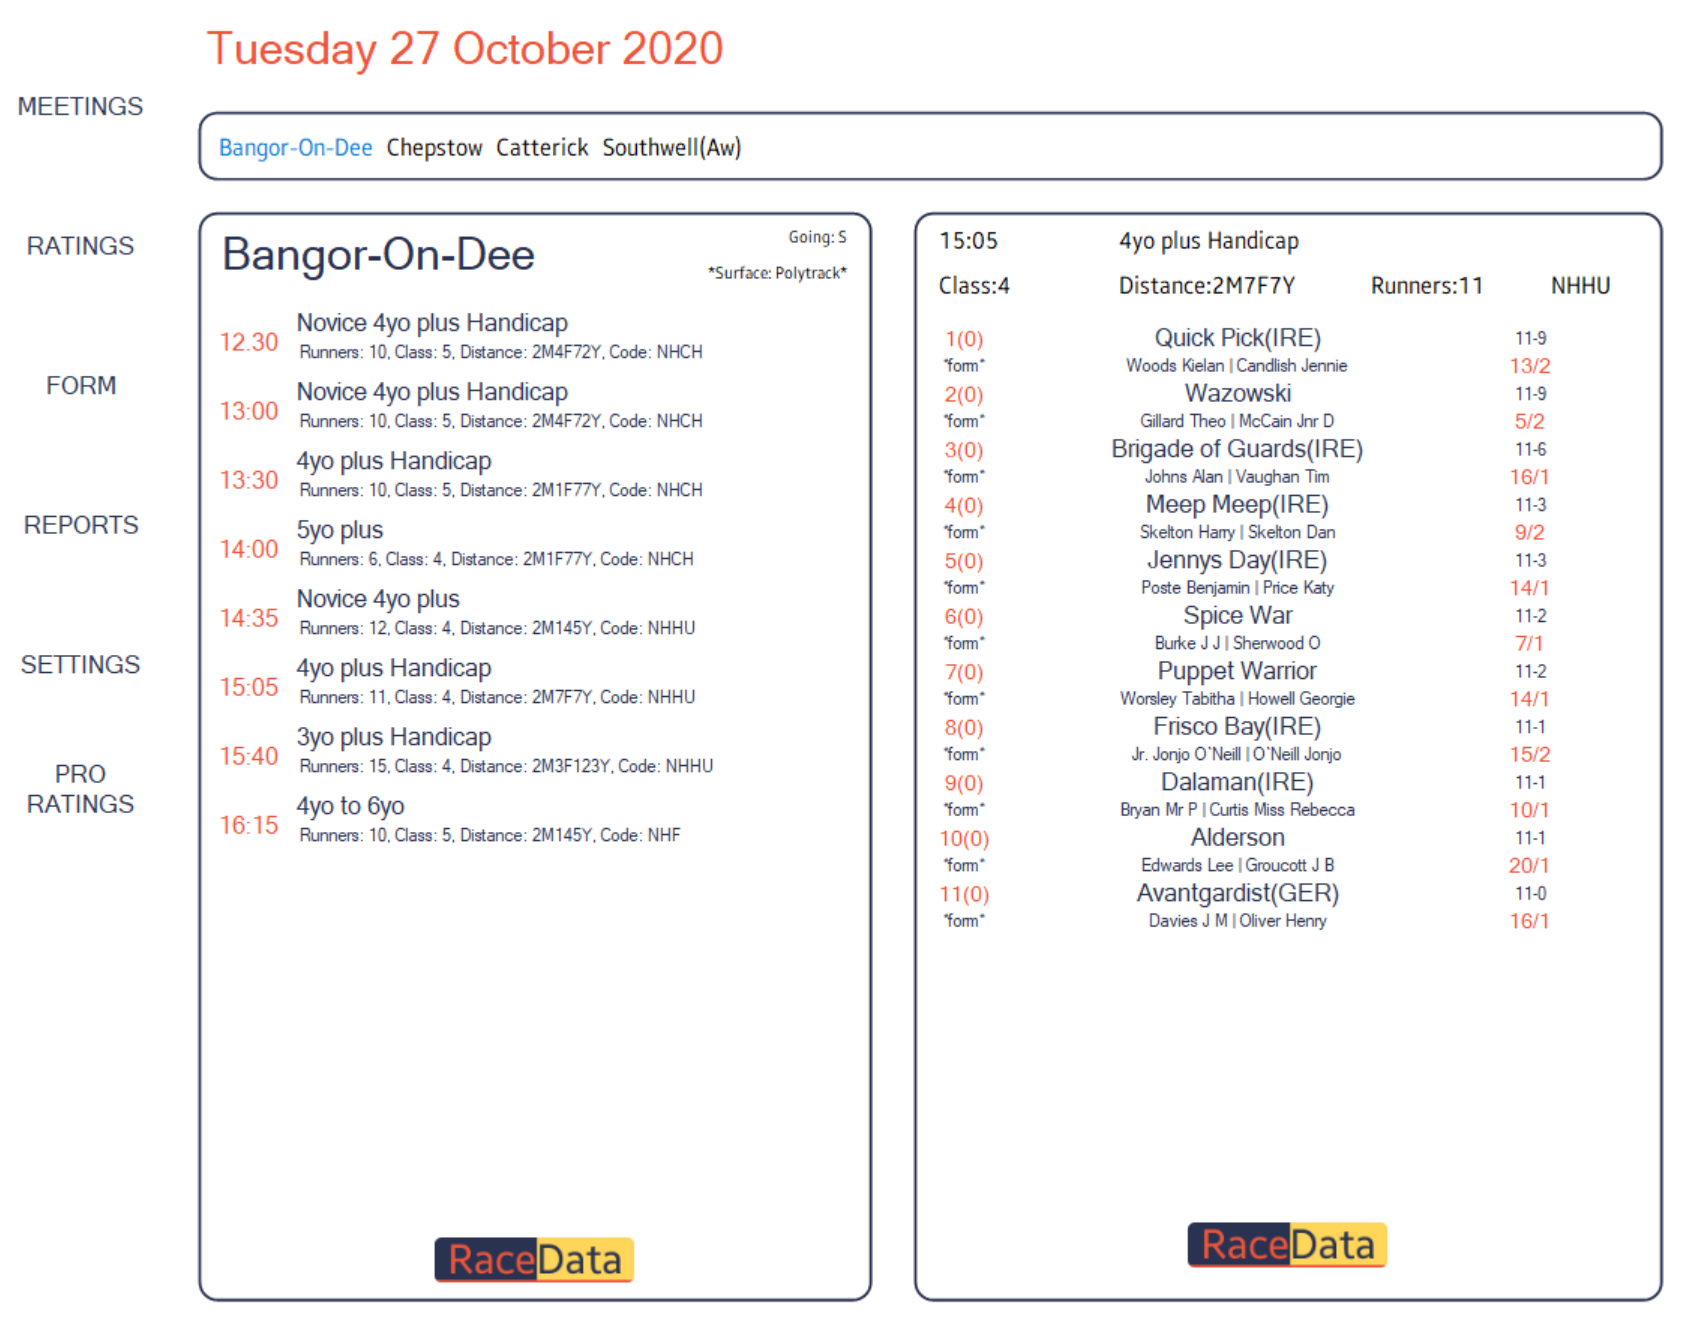 Tuesday 27 October 2020
MEETINGS
Bangor-On-Dee Chepstow Catterick Southwell(Aw)
RATINGS
FORM
REPORTS
SETTINGS
PRO
RATINGS
Bangor-On-Dee
Going: S
*Surface: Polytrack*
12.30 Novice 4yo plus Handicap
Runners: 10, Class: 5, Distance: 2M4F72Y, Code: NHCH
13:00 Novice 4yo plus Handicap
Runners: 10, Class: 5, Distance: 2M4F72Y, Code: NHCH
13:30 4yo plus Handicap
Runners: 10, Class: 5, Distance: 2M1F77Y, Code: NHCH
14:00 5yo plus
Runners: 6, Class: 4, Distance: 2M1F77Y, Code: NHCH
14:35 Novice 4yo plus
Runners: 12, Class: 4, Distance: 2M145Y, Code: NHHU
15:05 4yo plus Handicap
Runners: 11, Class: 4, Distance: 2M7F7Y, Code: NHHU
15:40 3yo plus Handicap
Runners: 15, Class: 4, Distance: 2M3F123Y, Code: NHHU
16:15 4yo to 6yo
Runners: 10, Class: 5, Distance: 2M145Y, Code: NHF
RaceData
15:05 4yo plus Handicap
Class:4 Distance:2M7F7Y Runners:11 NHHU
1(0) Quick Pick(IRE) 11-9
*form* Woods Kielan | Candlish Jennie 13/2
2(0) Wazowski 11-9
*form* Gillard Theo | McCain Jnr D 5/2
3(0) Brigade of Guards(IRE) 11-6
*form* Johns Alan | Vaughan Tim 16/1
4(0) Meep Meep(IRE) 11-3
*form* Skelton Harry | Skelton Dan 9/2
5(0) Jennys Day(IRE) 11-3
*form* Poste Benjamin | Price Katy 14/1
6(0) Spice War 11-2
*form* Burke J J | Sherwood O 7/1
7(0) Puppet Warrior 11-2
*form* Worsley Tabitha | Howell Georgie 14/1
8(0) Frisco Bay(IRE) 11-1
*form* Jr. Jonjo O`Neill | O`Neill Jonjo 15/2
9(0) Dalaman(IRE) 11-1
*form* Bryan Mr P | Curtis Miss Rebecca 10/1
10(0) Alderson 11-1
*form* Edwards Lee | Groucott J B 20/1
11(0) Avantgardist(GER) 11-0
*form* Davies J M | Oliver Henry 16/1
RaceData